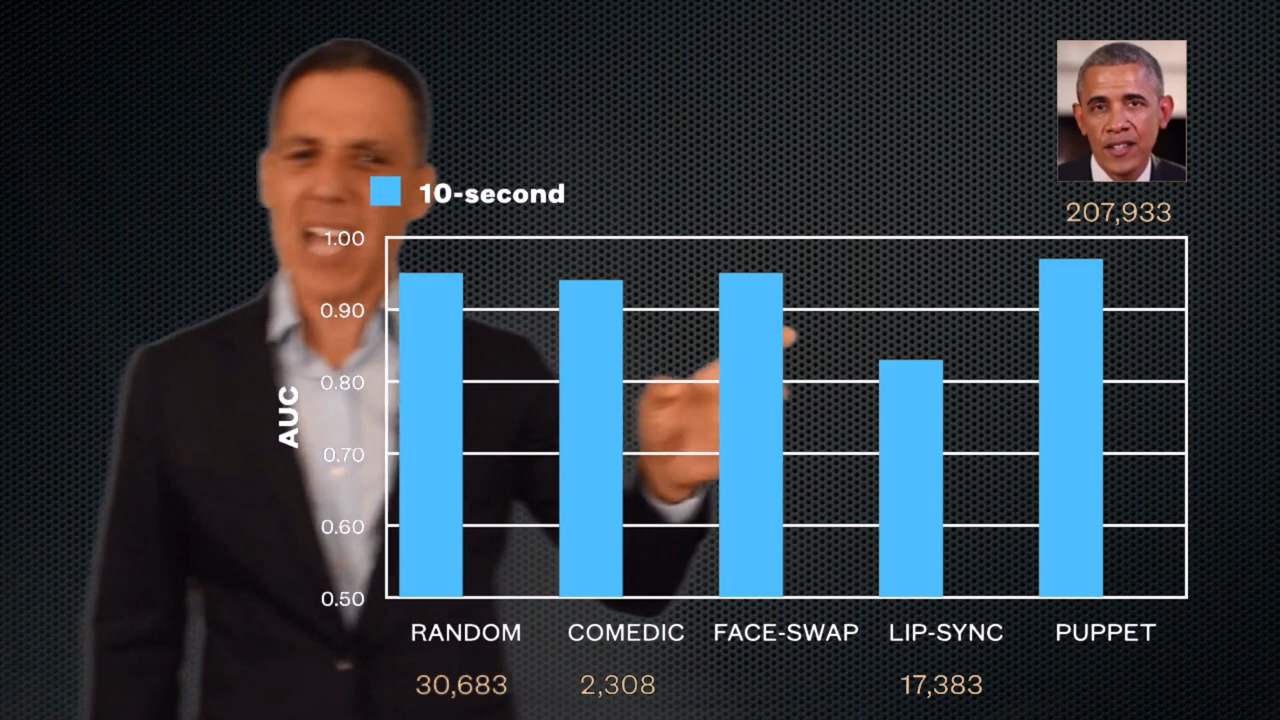 10-second
207,933
1.00
0.90
0.80
0.70
0.60
0.50
AUC
RANDOM COMEDIC FACE-SWAP LIP-SYNC PUPPET
30,683 2,308 17,383